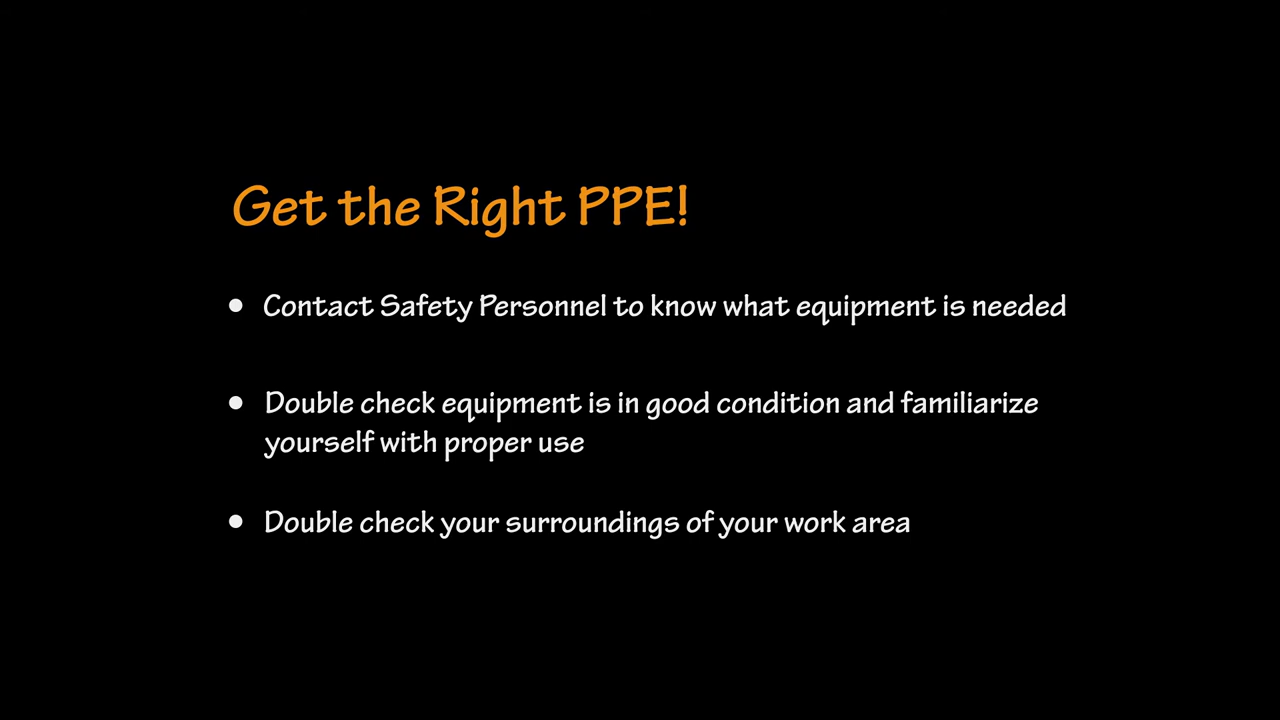 Get the Right PPE!
• Contact Safety Personnel to know what equipment is needed
• Double check equipment is in good condition and familiarize
yourself with proper use
• Double check your surroundings of your work area